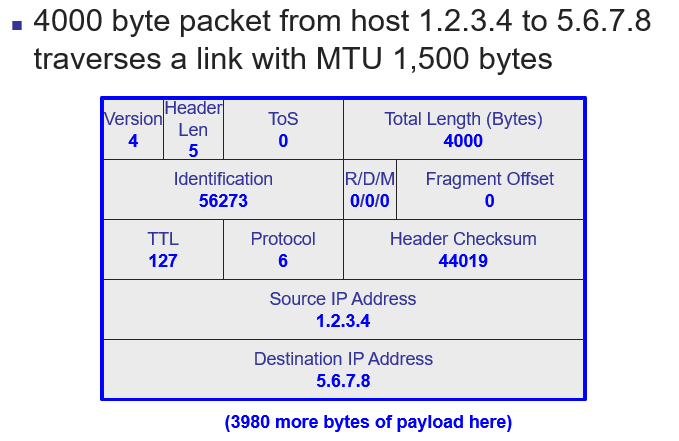 ▪ 4000 byte packet from host 1.2.3.4 to 5.6.7.8
traverses a link with MTU 1,500 bytes
Version
4
Header
Len
5
ToS
0
Total Length (Bytes)
4000
Identification
56273
R/D/M
0/0/0
Fragment Offset
0
TTL
127
Protocol
6
Header Checksum
44019
Source IP Address
1.2.3.4
Destination IP Address
5.6.7.8
(3980 more bytes of payload here)